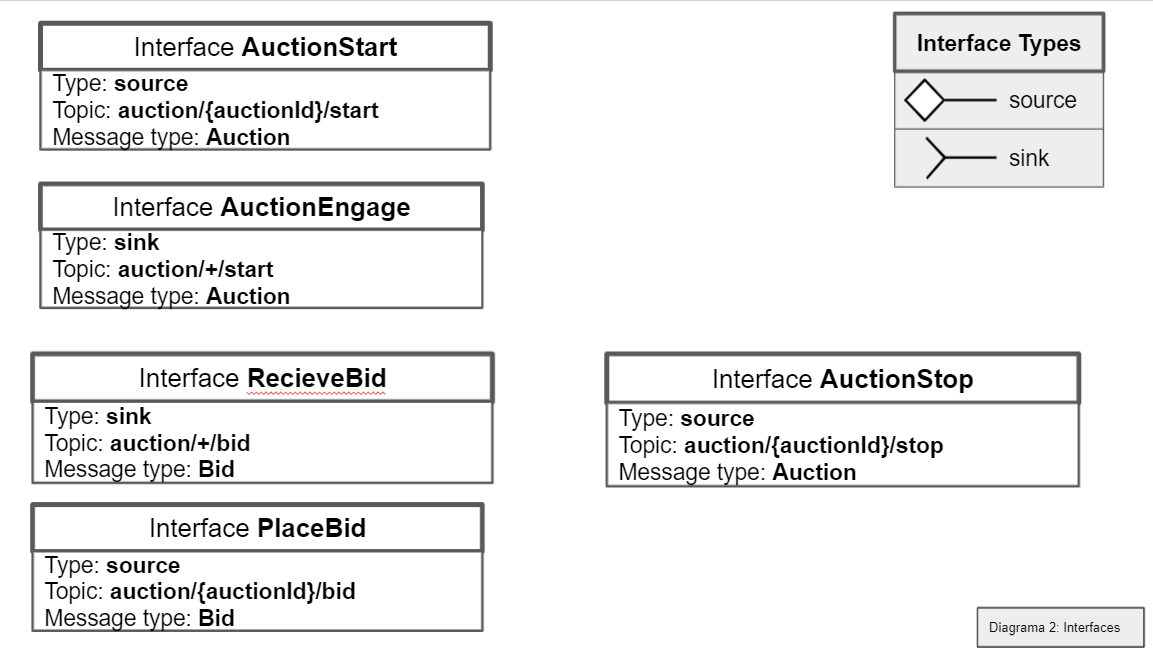 Interface AuctionStart
Type: source
Topic: auction/{auctionId}/start
Message type: Auction
Interface Types
source
sink
Interface AuctionEngage
Type: sink
Topic: auction/+/start
Message type: Auction
Interface RecieveBid
Type: sink
Topic: auction/+/bid
Message type: Bid
Interface AuctionStop
Type: source
Topic: auction/{auctionId}/stop
Message type: Auction
Interface PlaceBid
Type: source
Topic: auction/{auctionId}/bid
Message type: Bid
Diagrama 2: Interfaces